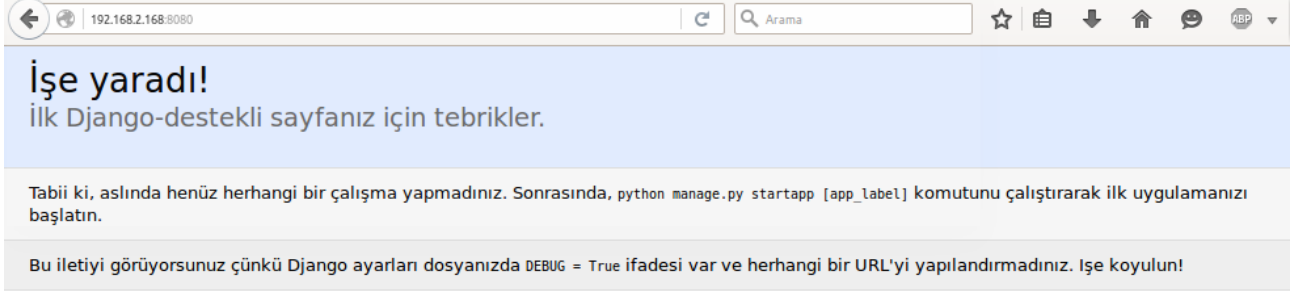 192.168.2.168:8080
Arama
ABP
İşe yaradı!
İlk Django-destekli sayfanız için tebrikler.
Tabii ki, aslında henüz herhangi bir çalışma yapmadınız. Sonrasında, python manage.py startapp [app_label] komutunu çalıştırarak ilk uygulamanızı
başlatın.
Bu iletiyi görüyorsunuz çünkü Django ayarları dosyanızda DEBUG = True ifadesi var ve herhangi bir URL'yi yapılandırmadınız. Işe koyulun!